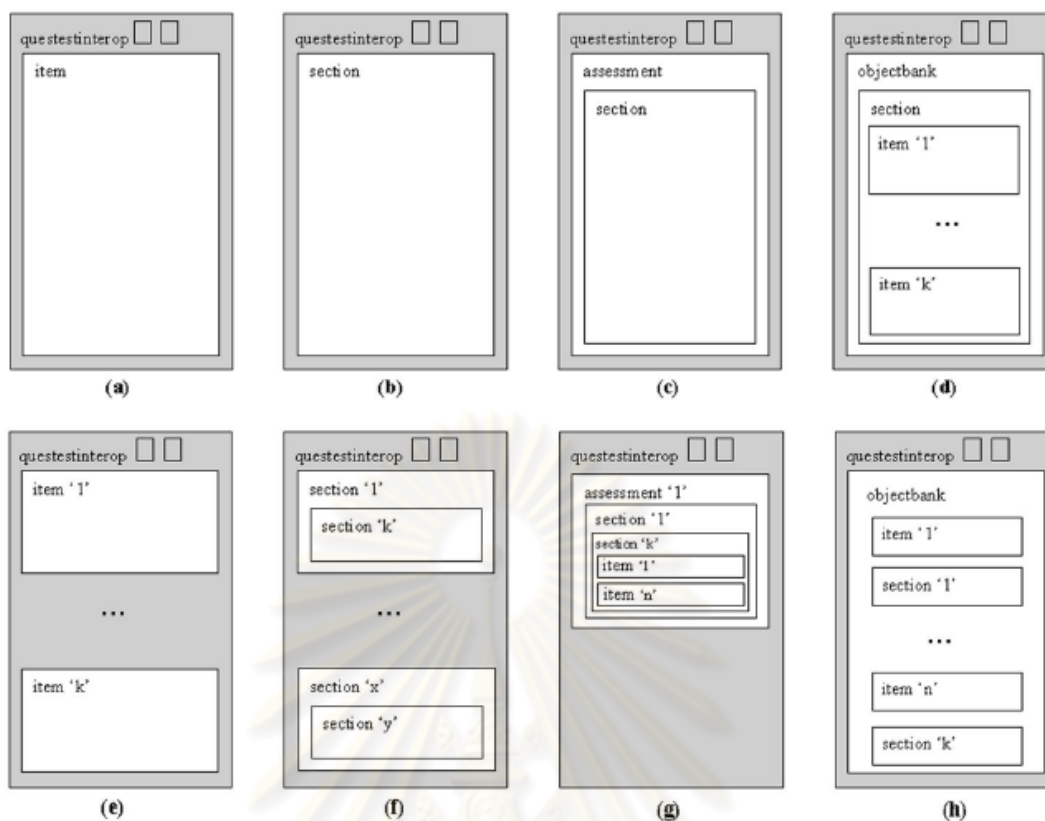 questestinterop
item
(a)
questestinterop
section
(b)
questestinterop
assessment
section
(c)
questestinterop
objectbank
section
item ‘1’
...
item ‘k’
(d)
questestinterop
item ‘1’
...
item ‘k’
(e)
questestinterop
section ‘1’
section ‘k’
...
section ‘x’
section ‘y’
(f)
questestinterop
assessment ‘1’
section ‘1’
section ‘k’
item ‘1’
item ‘n’
(g)
questestinterop
objectbank
item ‘1’
section ‘1’
...
item ‘n’
section ‘k’
(h)